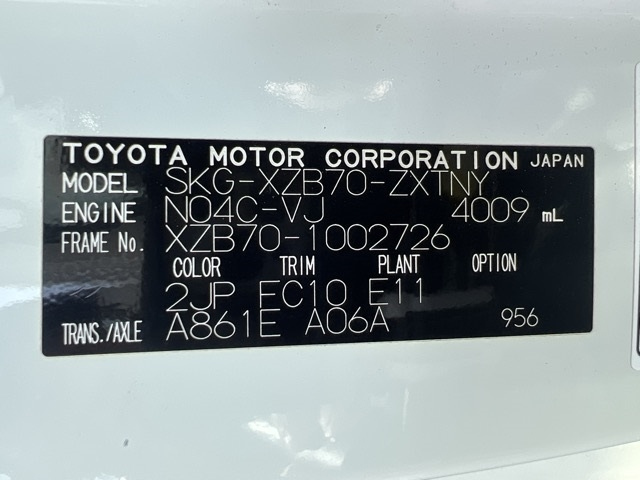 TOYOTA MOTOR CORPORATION JAPAN
MODEL SKG-XZB70-ZXTNY
ENGINE N04C-VJ 4009 mL
FRAME No. XZB70-1002726
COLOR TRIM PLANT OPTION
2JP EC10 E11
TRANS./AXLE A861E A06A 956